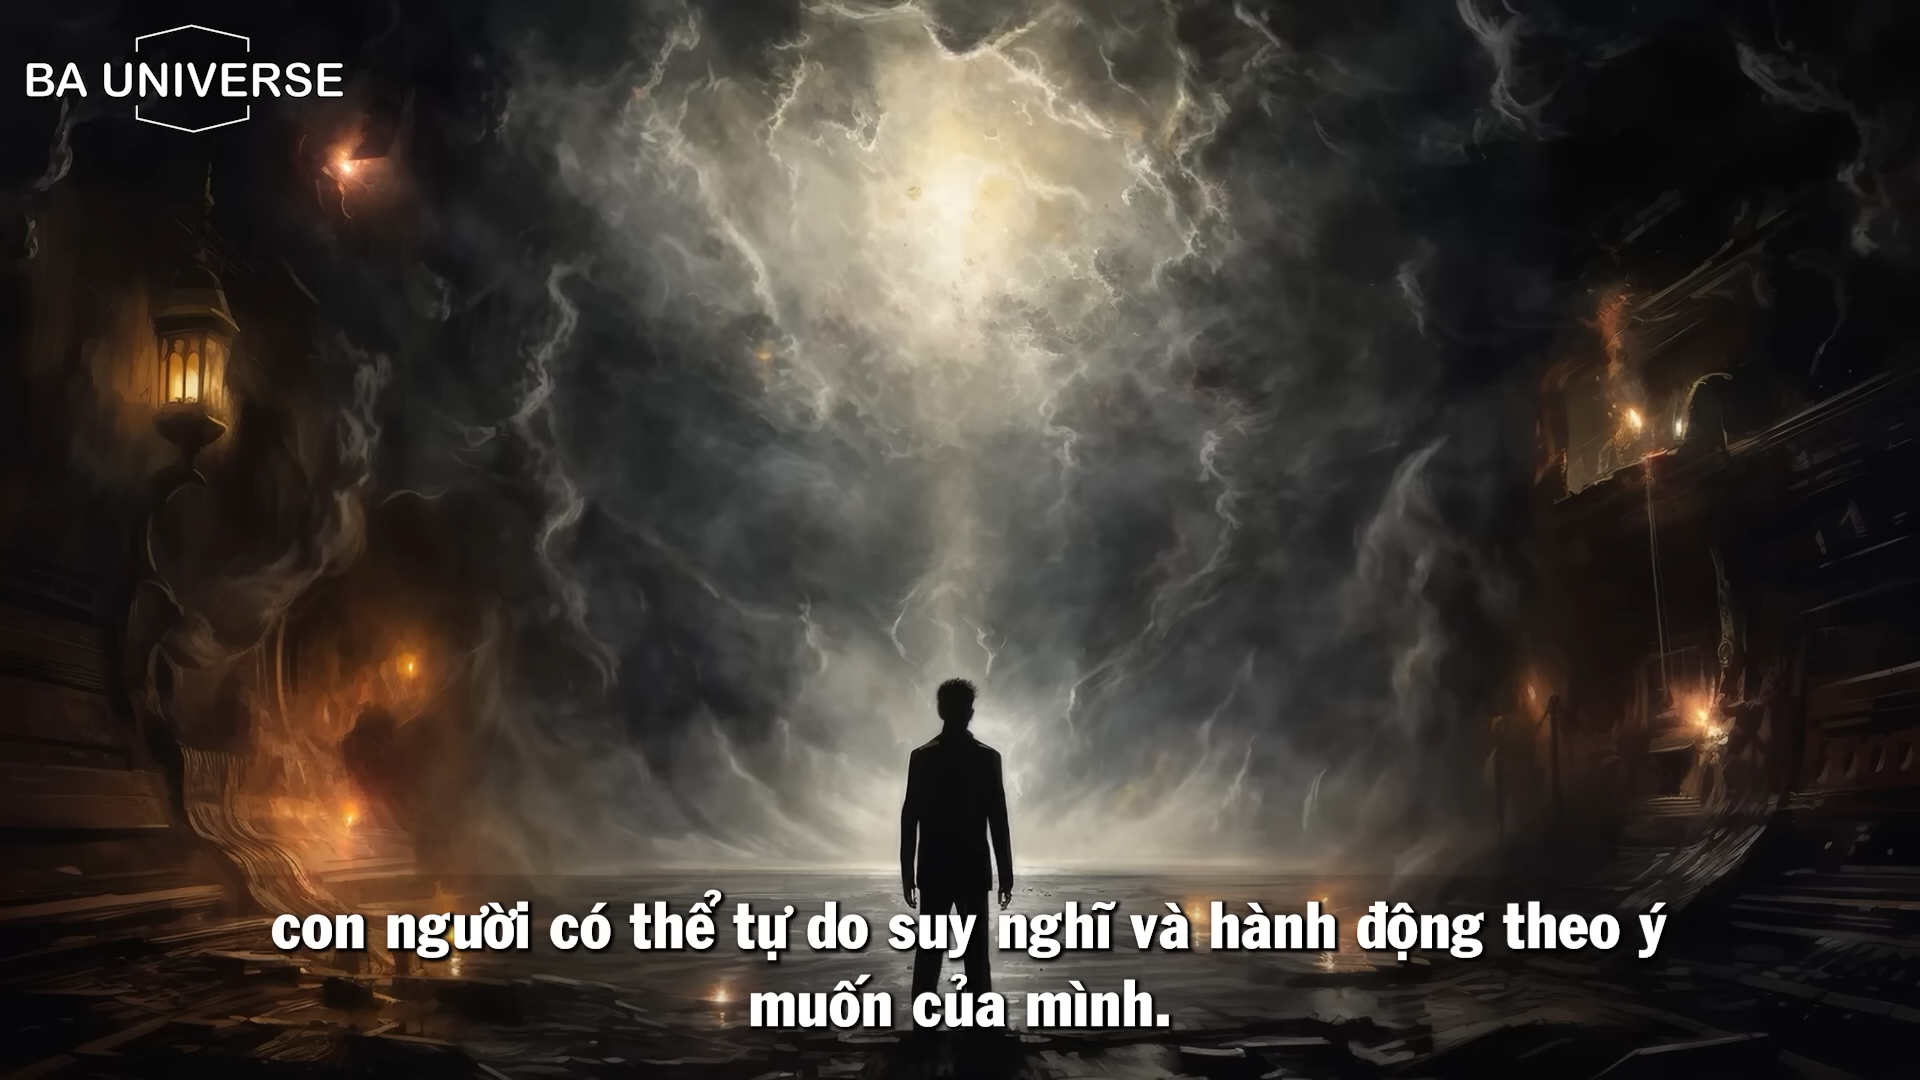 BA UNIVERSE
con người có thể tự do suy nghĩ và hành động theo ý
muốn của mình.